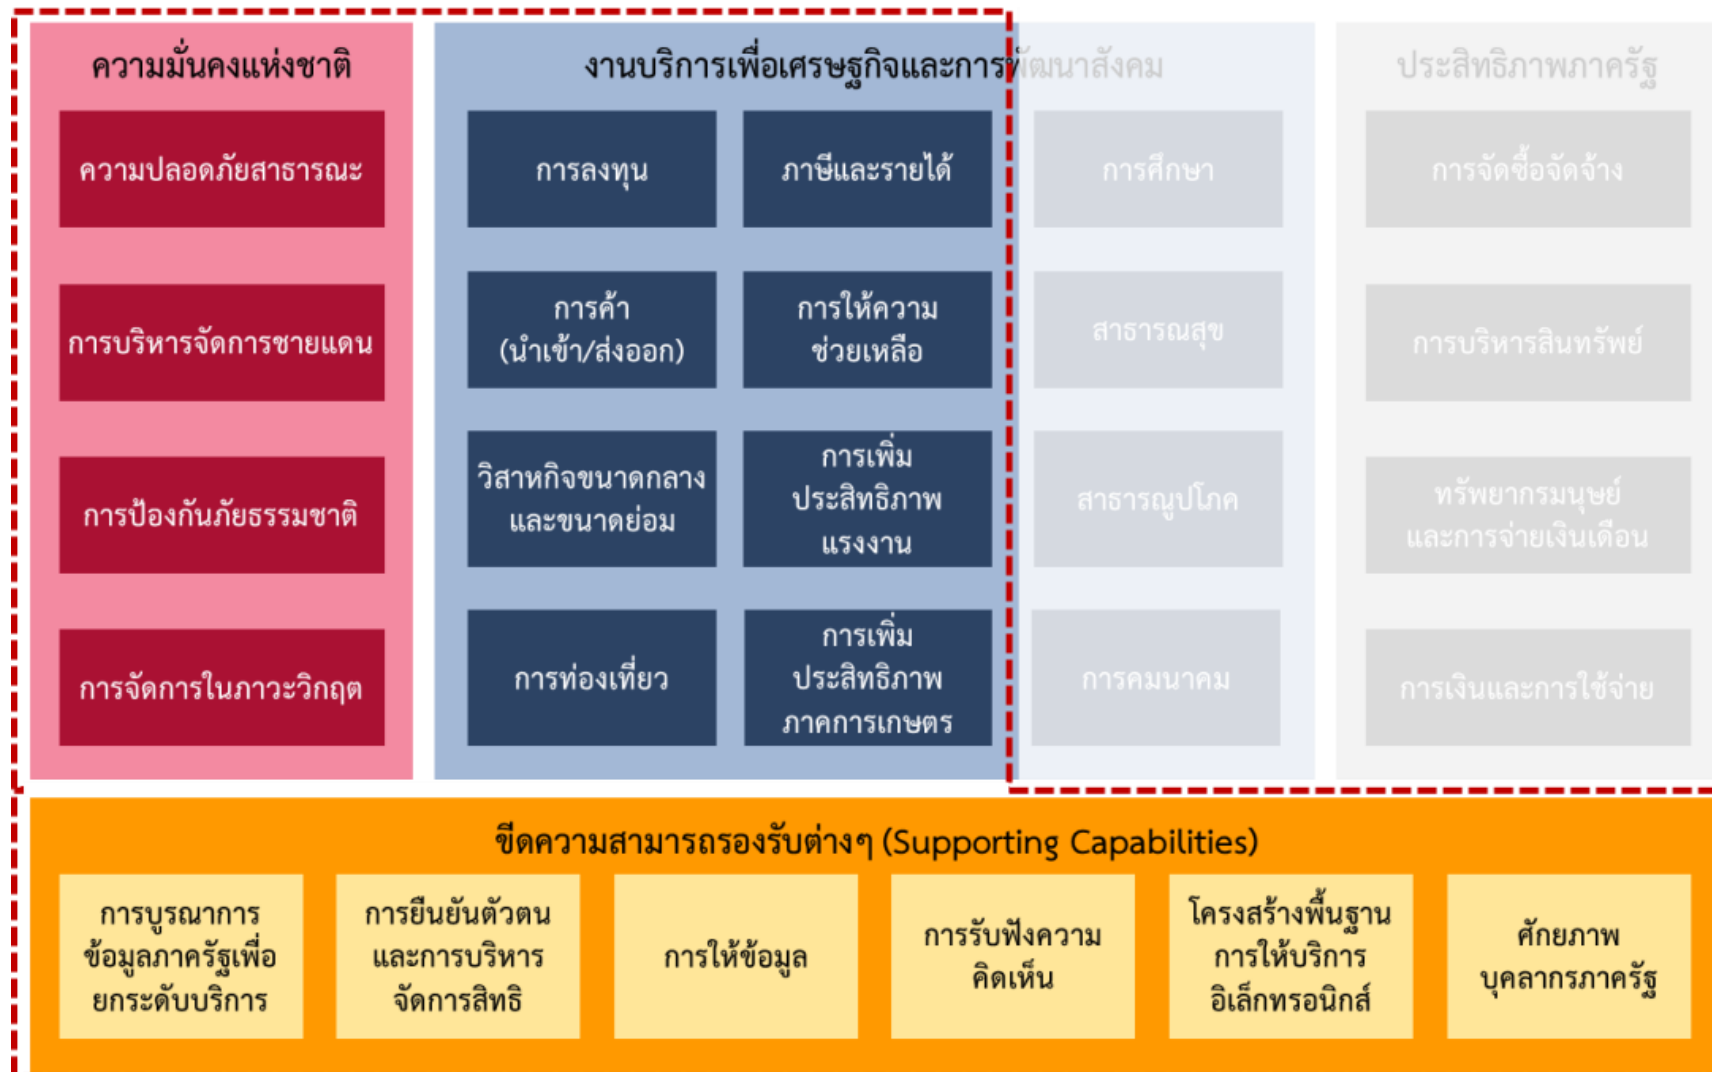 ความมั่นคงแห่งชาติ
ความปลอดภัยสาธารณะ
การบริหารจัดการชายแดน
การป้องกันภัยธรรมชาติ
การจัดการในภาวะวิกฤต
งานบริการเพื่อเศรษฐกิจและการพัฒนาสังคม
การลงทุน
ภาษีและรายได้
การศึกษา
การค้า
(นำเข้า/ส่งออก)
การให้ความ
ช่วยเหลือ
สาธารณสุข
วิสาหกิจขนาดกลาง
และขนาดย่อม
การเพิ่ม
ประสิทธิภาพ
แรงงาน
สาธารณูปโภค
การท่องเที่ยว
การเพิ่ม
ประสิทธิภาพ
ภาคการเกษตร
การคมนาคม
ประสิทธิภาพภาครัฐ
การจัดซื้อจัดจ้าง
การบริหารสินทรัพย์
ทรัพยากรมนุษย์
และการจ่ายเงินเดือน
การเงินและการใช้จ่าย
ขีดความสามารถรองรับต่างๆ (Supporting Capabilities)
การบูรณาการ
ข้อมูลภาครัฐเพื่อ
ยกระดับบริการ
การยืนยันตัวตน
และการบริหาร
จัดการสิทธิ
การให้ข้อมูล
การรับฟังความ
คิดเห็น
โครงสร้างพื้นฐาน
การให้บริการ
อิเล็กทรอนิกส์
ศักยภาพ
บุคลากรภาครัฐ